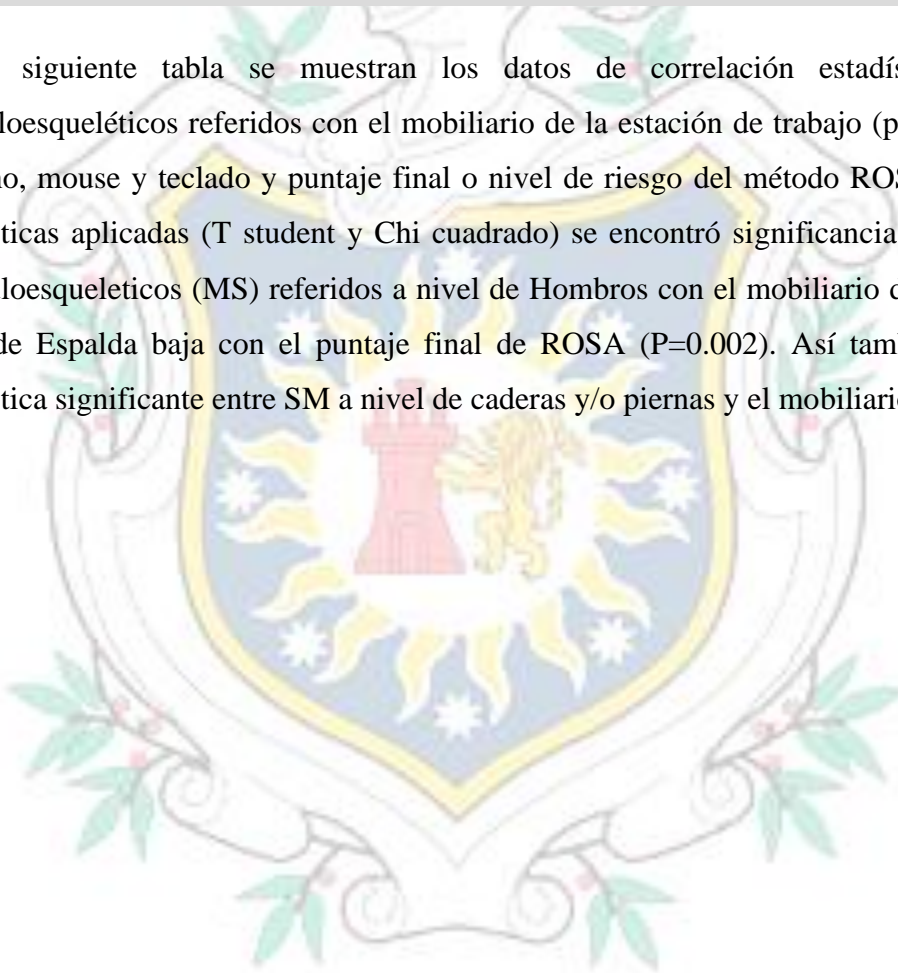 siguiente tabla se muestran los datos de correlación estadís
loesqueléticos referidos con el mobiliario de la estación de trabajo (p
o, mouse y teclado y puntaje final o nivel de riesgo del método ROS
ticas aplicadas (T student y Chi cuadrado) se encontró significancia
loesqueleticos (MS) referidos a nivel de Hombros con el mobiliario
de Espalda baja con el puntaje final de ROSA (P=0.002). Así tam
tica significante entre SM a nivel de caderas y/o piernas y el mobiliario